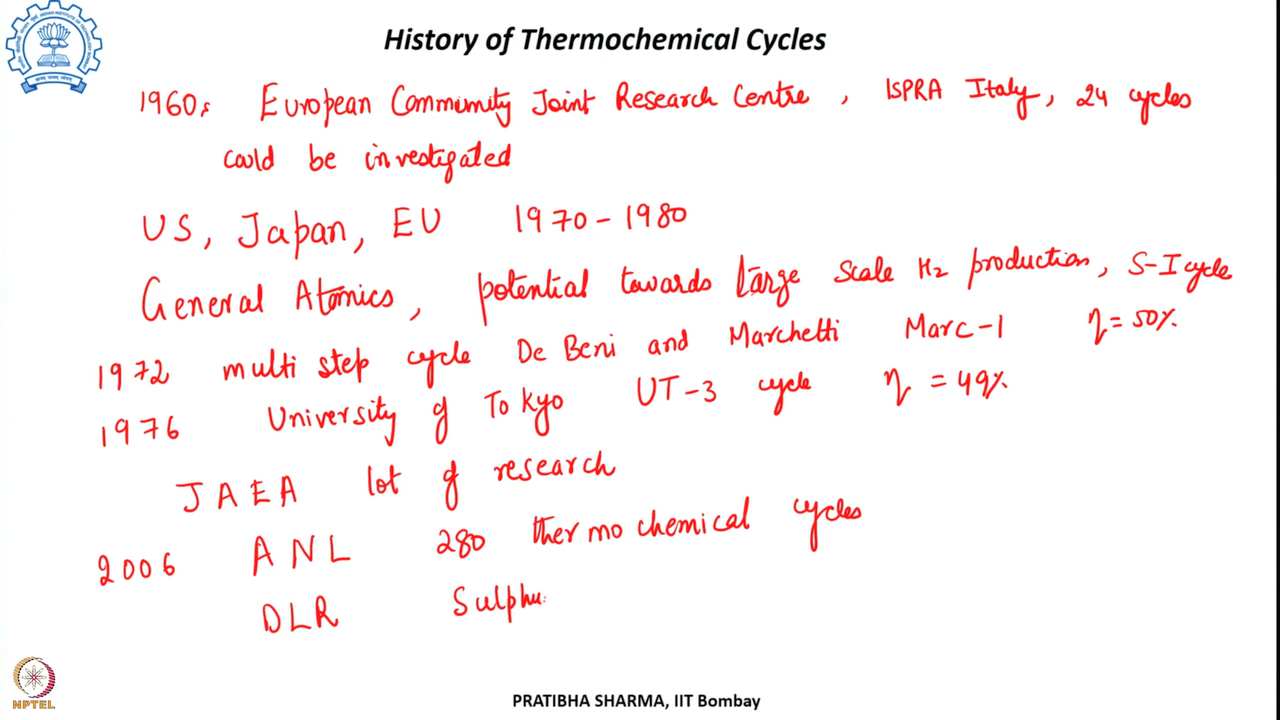 History of Thermochemical Cycles
1960s European Community Joint Research Centre, ISPRA Italy, 24 cycles
could be investigated
US, Japan, EU 1970-1980
General Atomics, potential towards Large scale H2 production, S-I cycle
1972 multi step cycle De Beni and Marchetti Marc-1 η = 50%
1976 University of Tokyo UT-3 cycle η = 49%
JAEA lot of research
2006 ANL 280 thermochemical cycles
DLR Sulphu
NPTEL
PRATIBHA SHARMA, IIT Bombay